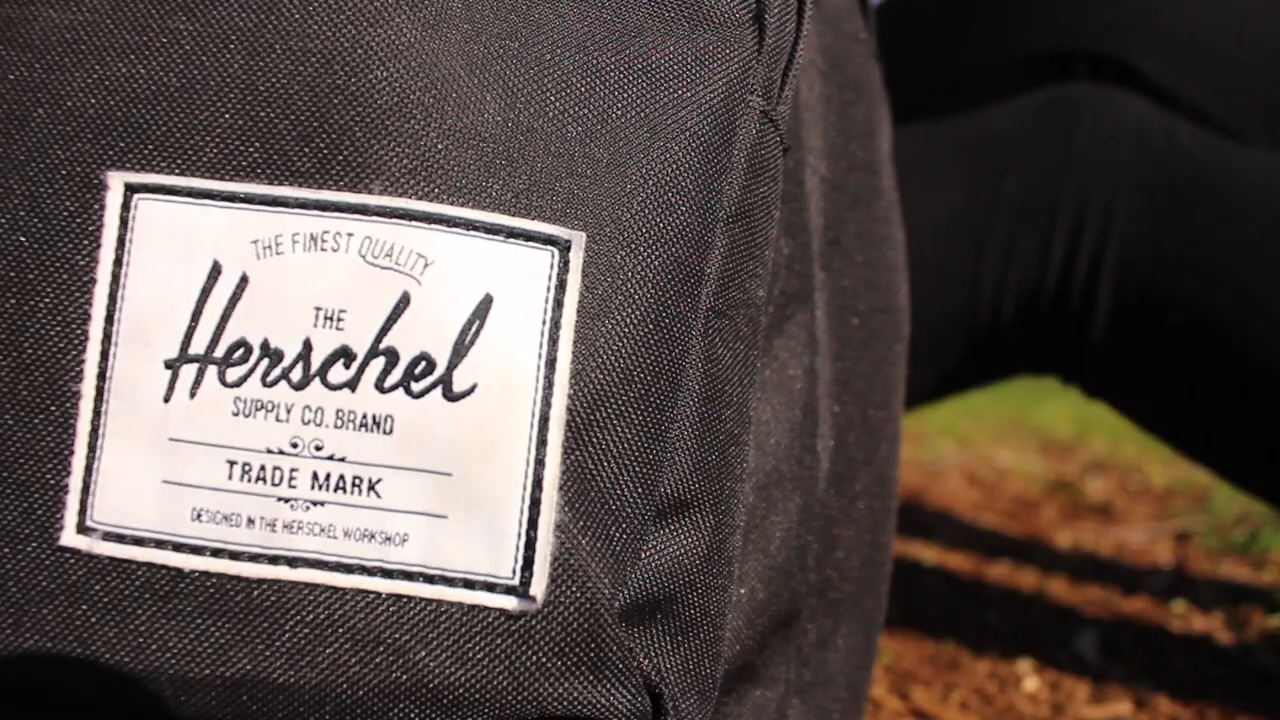 THE FINEST QUALITY
THE
Herschel
SUPPLY CO. BRAND
TRADE MARK
DESIGNED IN THE HERSCHEL WORKSHOP